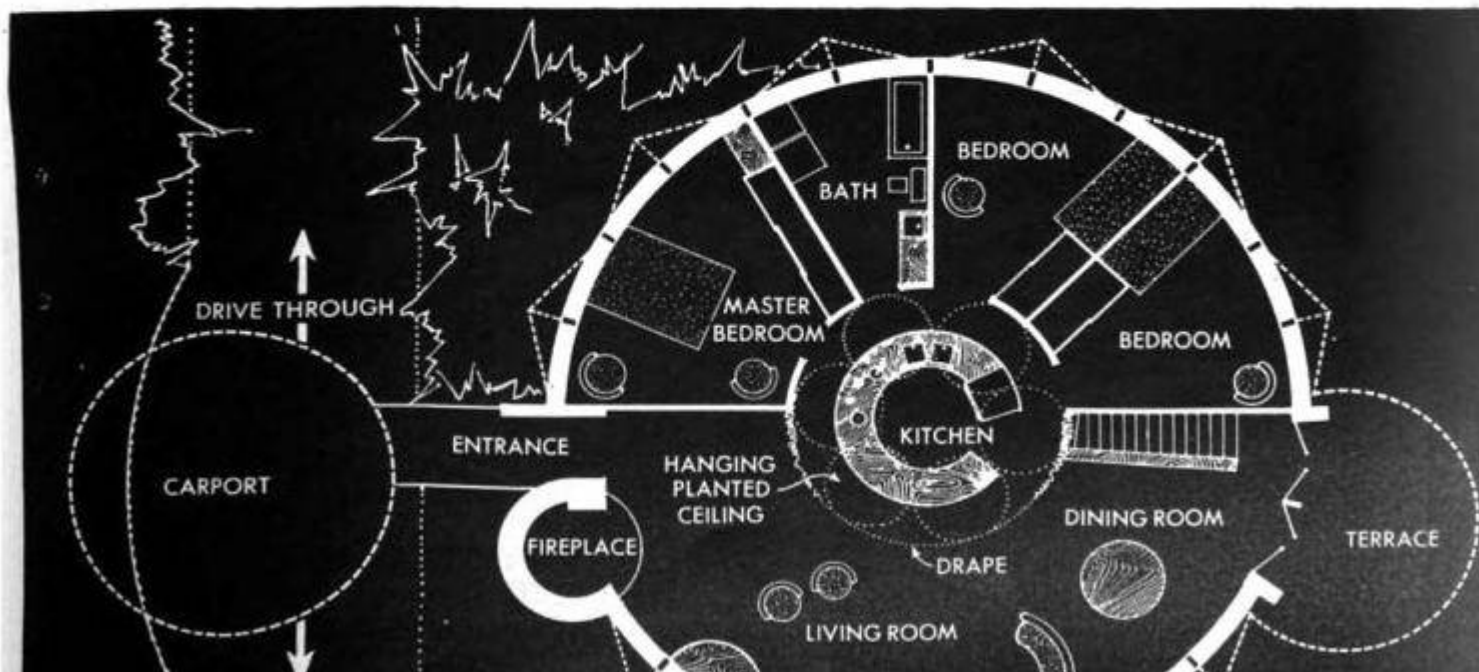 BEDROOM
BATH
DRIVE THROUGH
MASTER
BEDROOM
BEDROOM
ENTRANCE
KITCHEN
CARPORT
HANGING
PLANTED
CEILING
DINING ROOM
FIREPLACE
TERRACE
DRAPE
LIVING ROOM